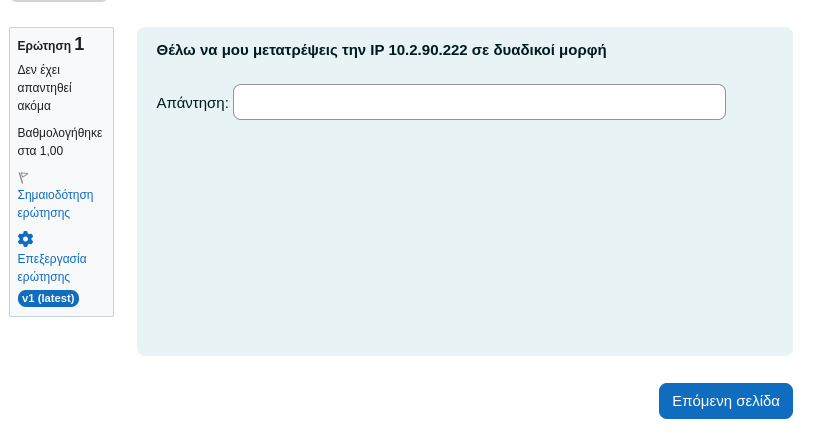 Ερώτηση 1
Δεν έχει
απαντηθεί
ακόμα
Βαθμολογήθηκε
στα 1,00
Σημαιοδότηση
ερώτησης
Επεξεργασία
ερώτησης
v1 (latest)
Θέλω να μου μετατρέψεις την IP 10.2.90.222 σε δυαδικοί μορφή
Απάντηση:
Επόμενη σελίδα